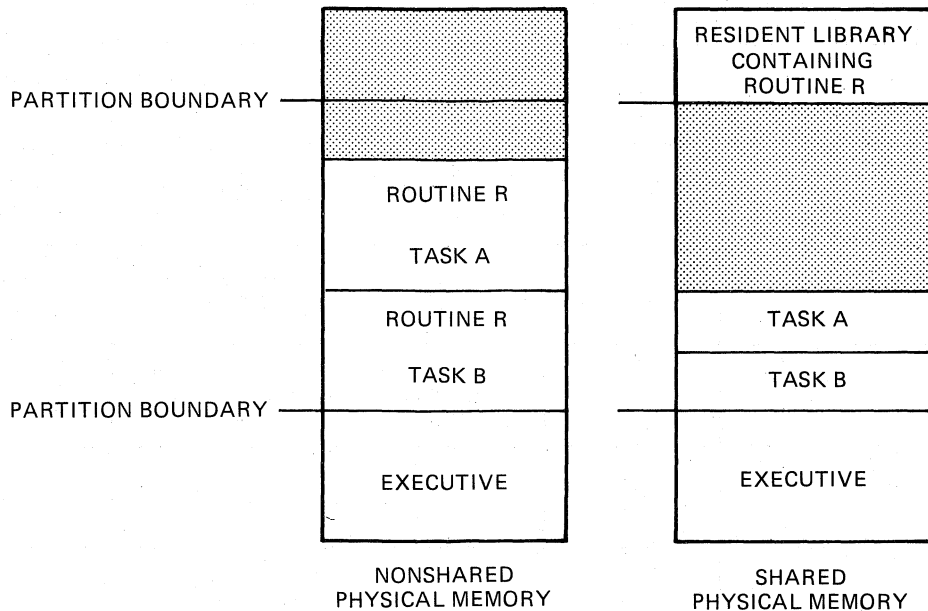 RESIDENT LIBRARY
CONTAINING
ROUTINE R
PARTITION BOUNDARY
ROUTINE R
TASK A
ROUTINE R
TASK A
TASK B
TASK B
PARTITION BOUNDARY
EXECUTIVE
EXECUTIVE
NONSHARED
PHYSICAL MEMORY
SHARED
PHYSICAL MEMORY